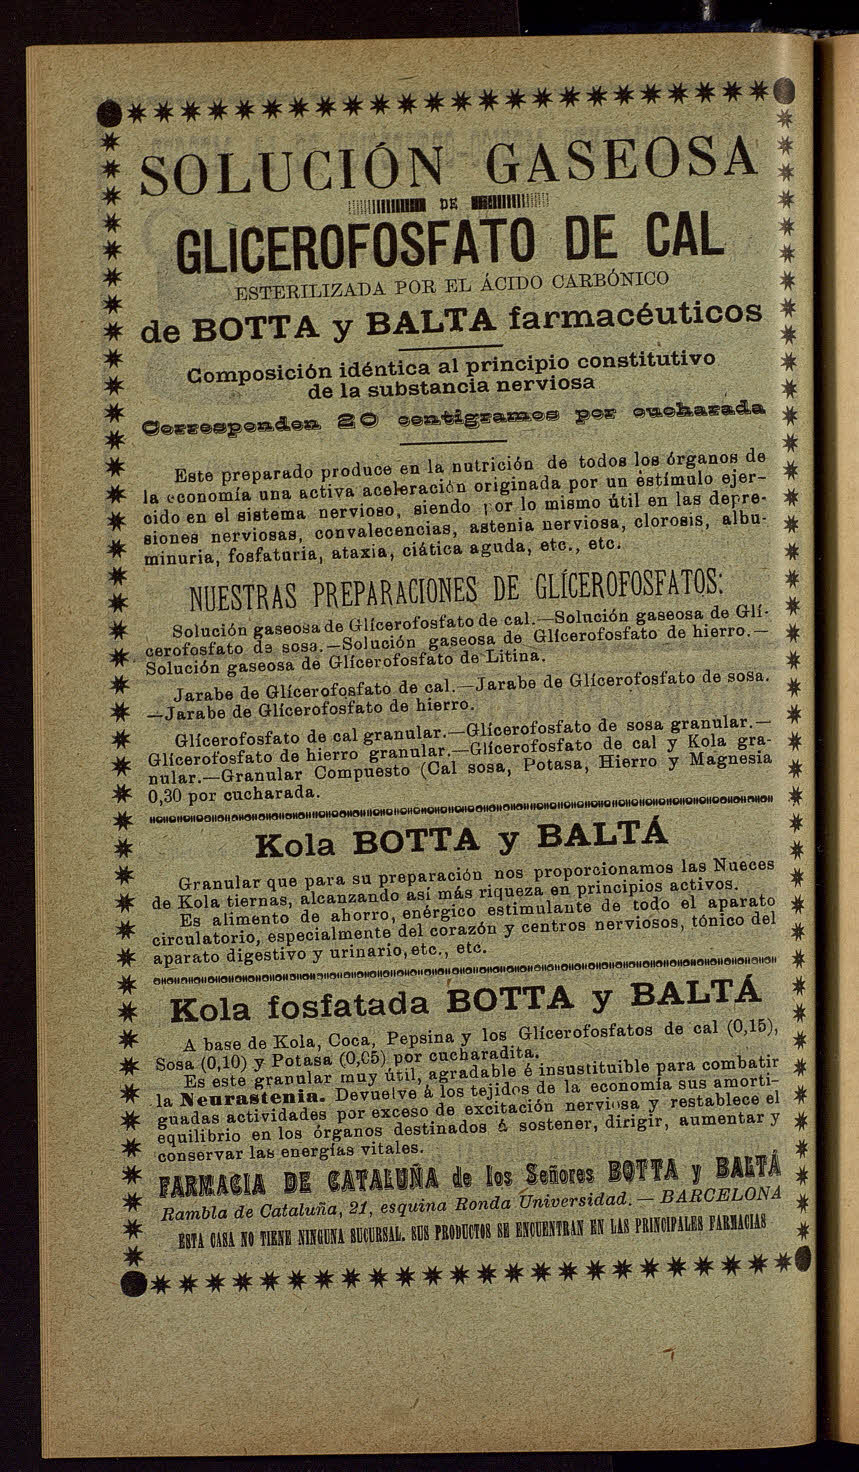 SOLUCIÓN GASEOSA
DE
GLICEROFOSFATO DE CAL
ESTERILIZADA POR EL ÁCIDO CARBÓNICO
de BOTTA y BALTA farmacéuticos
Composición idéntica al principio constitutivo
de la substancia nerviosa
Corresponden 20 centigramos por cucharada
Este preparado produce en la nutrición de todos los órganos de
la economía una activa aceleración originada por un éstímulo ejer-
cido en el sistema nervioso, siendo por lo mismo útil en las depre-
siones nerviosas, convalecencias, astenia nerviosa, clorosis, albu-
minuria, fosfaturia, ataxia, ciática aguda, etc., etc.
NUESTRAS PREPARACIONES DE GLÍCEROFOSFATOS:
Solución gaseosa de Glícerofosfato de cal.—Solución gaseosa de Glí-
cerofosfato de sosa.—Solución gaseosa de Glícerofosfato de hierro.—
Solución gaseosa de Glícerofosfato de Litina.
Jarabe de Glícerofosfato de cal.—Jarabe de Glícerofosfato de sosa.
—Jarabe de Glícerofosfato de hierro.
Glícerofosfato de cal granular.—Glícerofosfato de sosa granular.—
Glícerofosfato de hierro granular.—Glícerofosfato de cal y Kola gra-
nular.—Granular Compuesto (Cal sosa, Potasa, Hierro y Magnesia
0,30 por cucharada.
Kola BOTTA y BALTÁ
Granular que para su preparación nos proporcionamos las Nueces
de Kola tiernas, alcanzando así más riqueza en principios activos.
Es alimento de ahorro, enérgico estimulante de todo el aparato
circulatorio, especialmente del corazón y centros nerviosos, tónico del
aparato digestivo y urinario, etc., etc.
Kola fosfatada BOTTA y BALTÁ
A base de Kola, Coca, Pepsina y los Glícerofosfatos de cal (0,15),
Sosa (0,10) y Potasa (0,05) por cucharadita.
Es este granular muy útil, agradable é insustituible para combatir
la Neurastenia. Devuelve á los tejidos de la economía sus amorti-
guadas actividades por exceso de excitación nerviosa y restablece el
equilibrio en los órganos destinados á sostener, dirigir, aumentar y
conservar las energías vitales.
FARMACIA DE CATALUÑA de los Señores BOTTA y BALTÁ
Rambla de Cataluña, 21, esquina Ronda Universidad.—BARCELONA
ESTA CASA NO TIENE NINGUNA SUCURSAL. SUS PRODUCTOS SE ENCUENTRAN EN LAS PRINCIPALES FARMACIAS